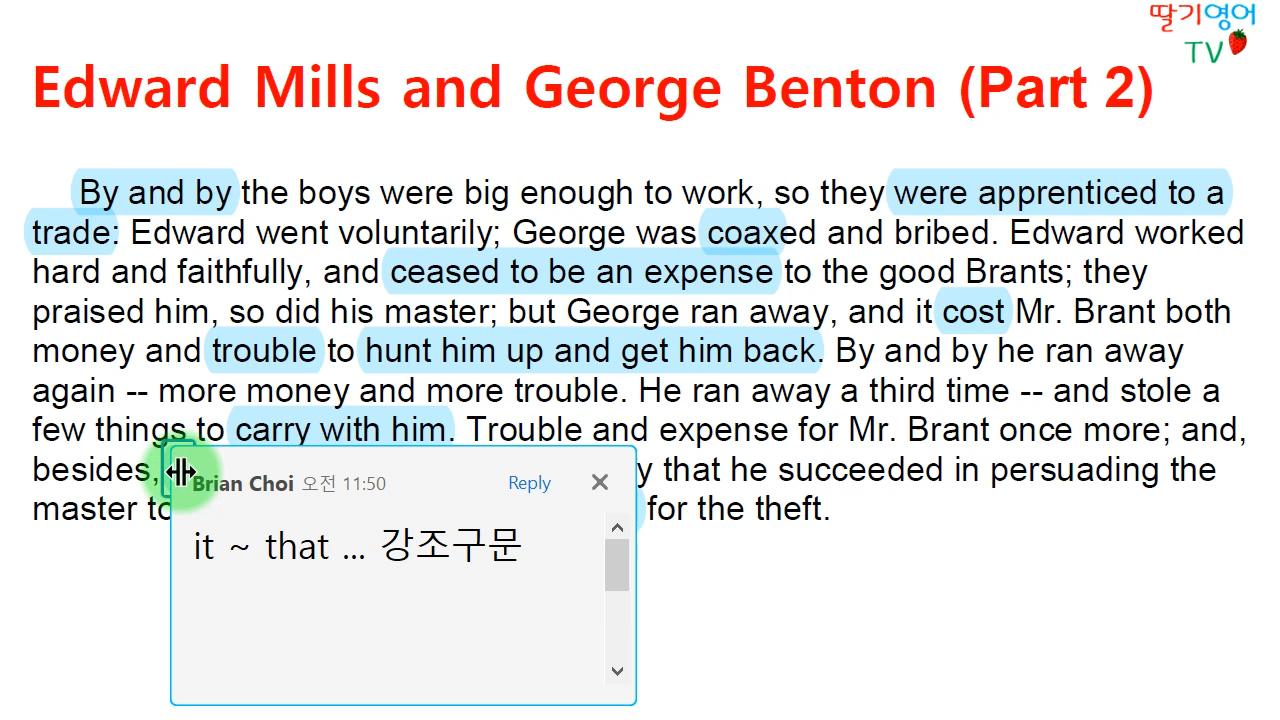 딸기영어
TV
Edward Mills and George Benton (Part 2)
By and by the boys were big enough to work, so they were apprenticed to a
trade: Edward went voluntarily; George was coaxed and bribed. Edward worked
hard and faithfully, and ceased to be an expense to the good Brants; they
praised him, so did his master; but George ran away, and it cost Mr. Brant both
money and trouble to hunt him up and get him back. By and by he ran away
again -- more money and more trouble. He ran away a third time -- and stole a
few things to carry with him. Trouble and expense for Mr. Brant once more; and,
besides, y that he succeeded in persuading the
master to for the theft.
Brian Choi 오전 11:50 Reply
it ~ that ... 강조구문